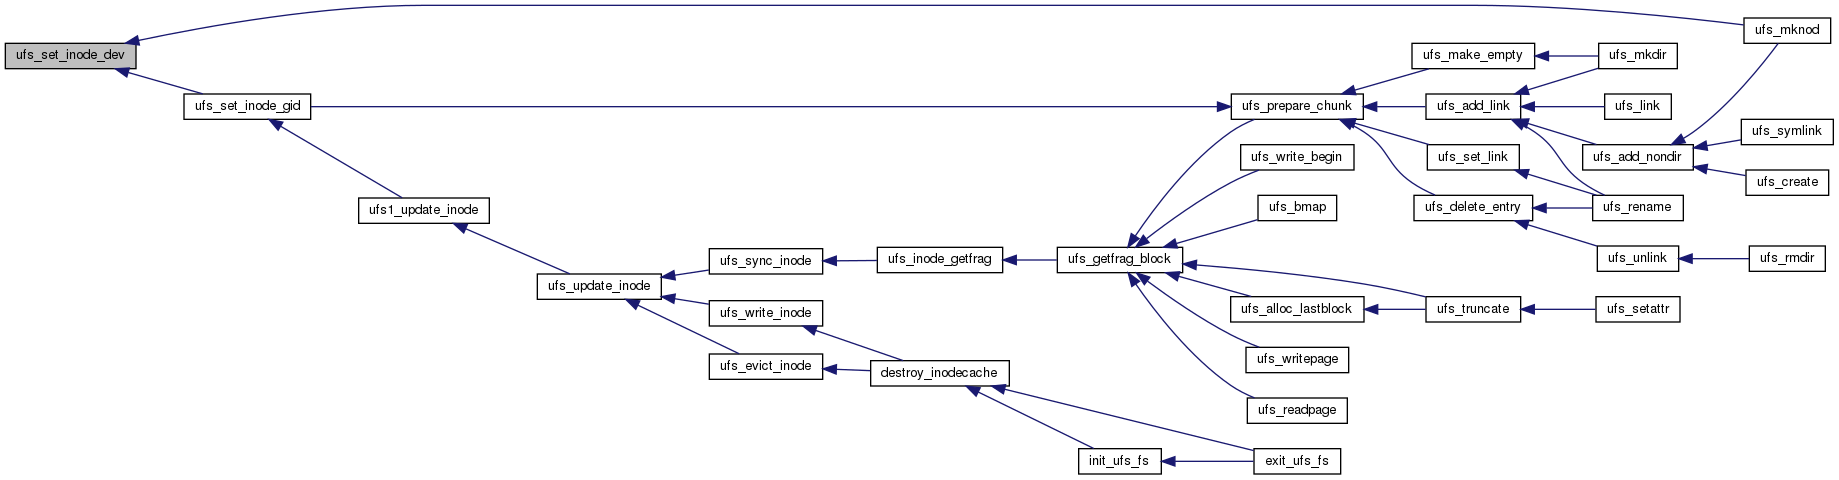 ufs_set_inode_dev
ufs_mknod
ufs_set_inode_gid
ufs_make_empty
ufs_mkdir
ufs_prepare_chunk
ufs_add_link
ufs_link
ufs_symlink
ufs_write_begin
ufs_set_link
ufs_add_nondir
ufs_create
ufs1_update_inode
ufs_bmap
ufs_delete_entry
ufs_rename
ufs_sync_inode
ufs_inode_getfrag
ufs_getfrag_block
ufs_unlink
ufs_rmdir
ufs_update_inode
ufs_write_inode
ufs_alloc_lastblock
ufs_truncate
ufs_setattr
ufs_evict_inode
destroy_inodecache
ufs_writepage
ufs_readpage
init_ufs_fs
exit_ufs_fs